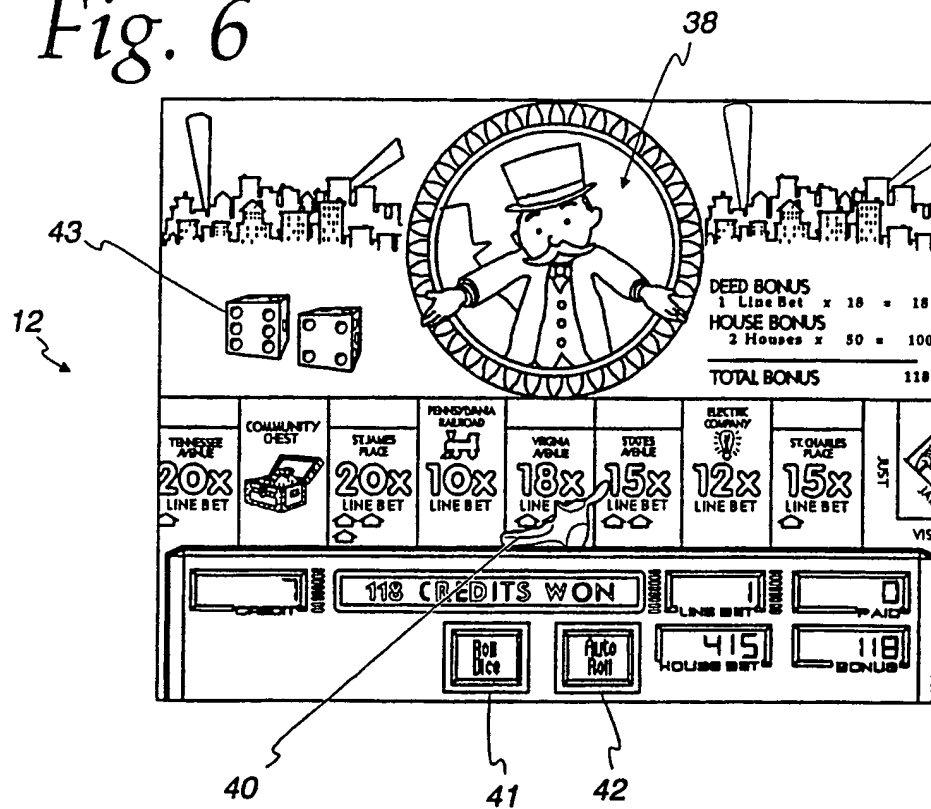 Fig. 6
38
43
12
DEED BONUS
1 Line Bet x 18 = 18
HOUSE BONUS
2 Houses x 50 = 100
TOTAL BONUS 118
TENNESSEE AVENUE
20x
LINE BET
COMMUNITY CHEST
ST. JAMES PLACE
20x
LINE BET
PENNSYLVANIA RAILROAD
10x
LINE BET
VIRGINIA AVENUE
18x
LINE
STATES AVENUE
15x
LINE BET
ELECTRIC COMPANY
12x
LINE BET
ST. CHARLES PLACE
15x
LINE BET
JUST
VIS
7
CREDIT
118 CREDITS WON
1
LINE BET
0
PAID
Roll Dice
Auto Roll
415
HOUSE BET
118
BONUS
40
41
42